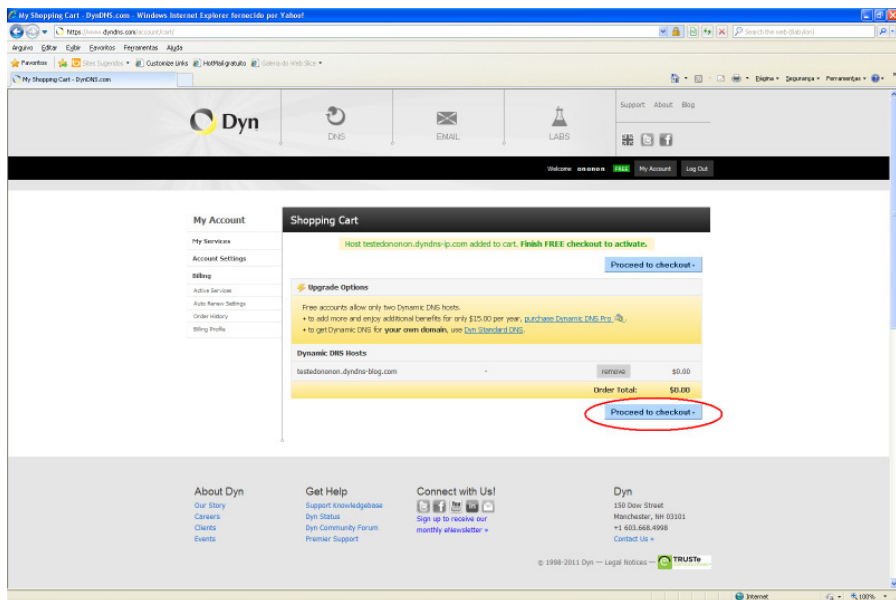 My Shopping Cart - DynDNS.com - Windows Internet Explorer fornecido por Yahoo!
https://www.dyndns.com/account/cart/
Search the web (Babylon)
Arquivo Editar Exibir Favoritos Ferramentas Ajuda
Favoritos Sites Sugeridos Customize Links HotMail gratuito Galeria do Web Slice
My Shopping Cart - DynDNS.com
Página Segurança Ferramentas
Support About Blog
Dyn
DNS
EMAIL
LABS
Welcome ononon FREE My Account Log Out
My Account
My Services
Account Settings
Billing
Active Services
Auto Renew Settings
Order History
Billing Profile
Shopping Cart
Host testedononon.dyndns-ip.com added to cart. Finish FREE checkout to activate.
Proceed to checkout
Upgrade Options
Free accounts allow only two Dynamic DNS hosts.
• to add more and enjoy additional benefits for only $15.00 per year, purchase Dynamic DNS Pro.
• to get Dynamic DNS for your own domain, use Dyn Standard DNS.
Dynamic DNS Hosts
testedononon.dyndns-blog.com - remove $0.00
Order Total: $0.00
Proceed to checkout
About Dyn
Our Story
Careers
Clients
Events
Get Help
Support Knowledgebase
Dyn Status
Dyn Community Forum
Premier Support
Connect with Us!
Sign up to receive our
monthly eNewsletter »
Dyn
150 Dow Street
Manchester, NH 03101
+1 603.668.4998
Contact Us »
© 1998-2011 Dyn — Legal Notices — TRUSTe
Internet 100%